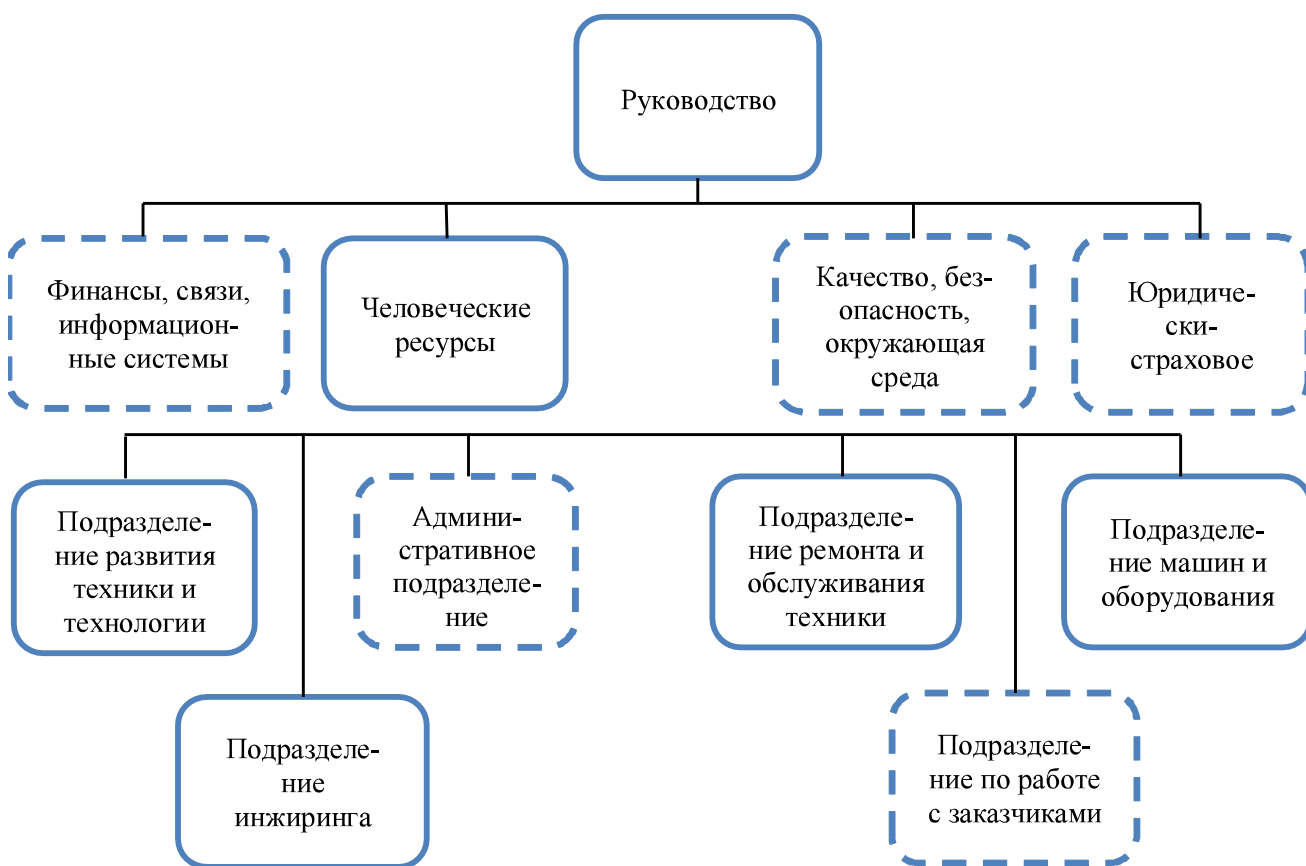 Руководство
Финансы, связи,
информацион-
ные системы
Человеческие
ресурсы
Качество, без-
опасность,
окружающая
среда
Юридиче-
ски-
страховое
Подразделе-
ние развития
техники и
технологии
Админи-
стративное
подразделе-
ние
Подразделе-
ние ремонта и
обслуживания
техники
Подразделе-
ние машин и
оборудования
Подразделе-
ние
инжиринга
Подразделе-
ние по работе
с заказчиками